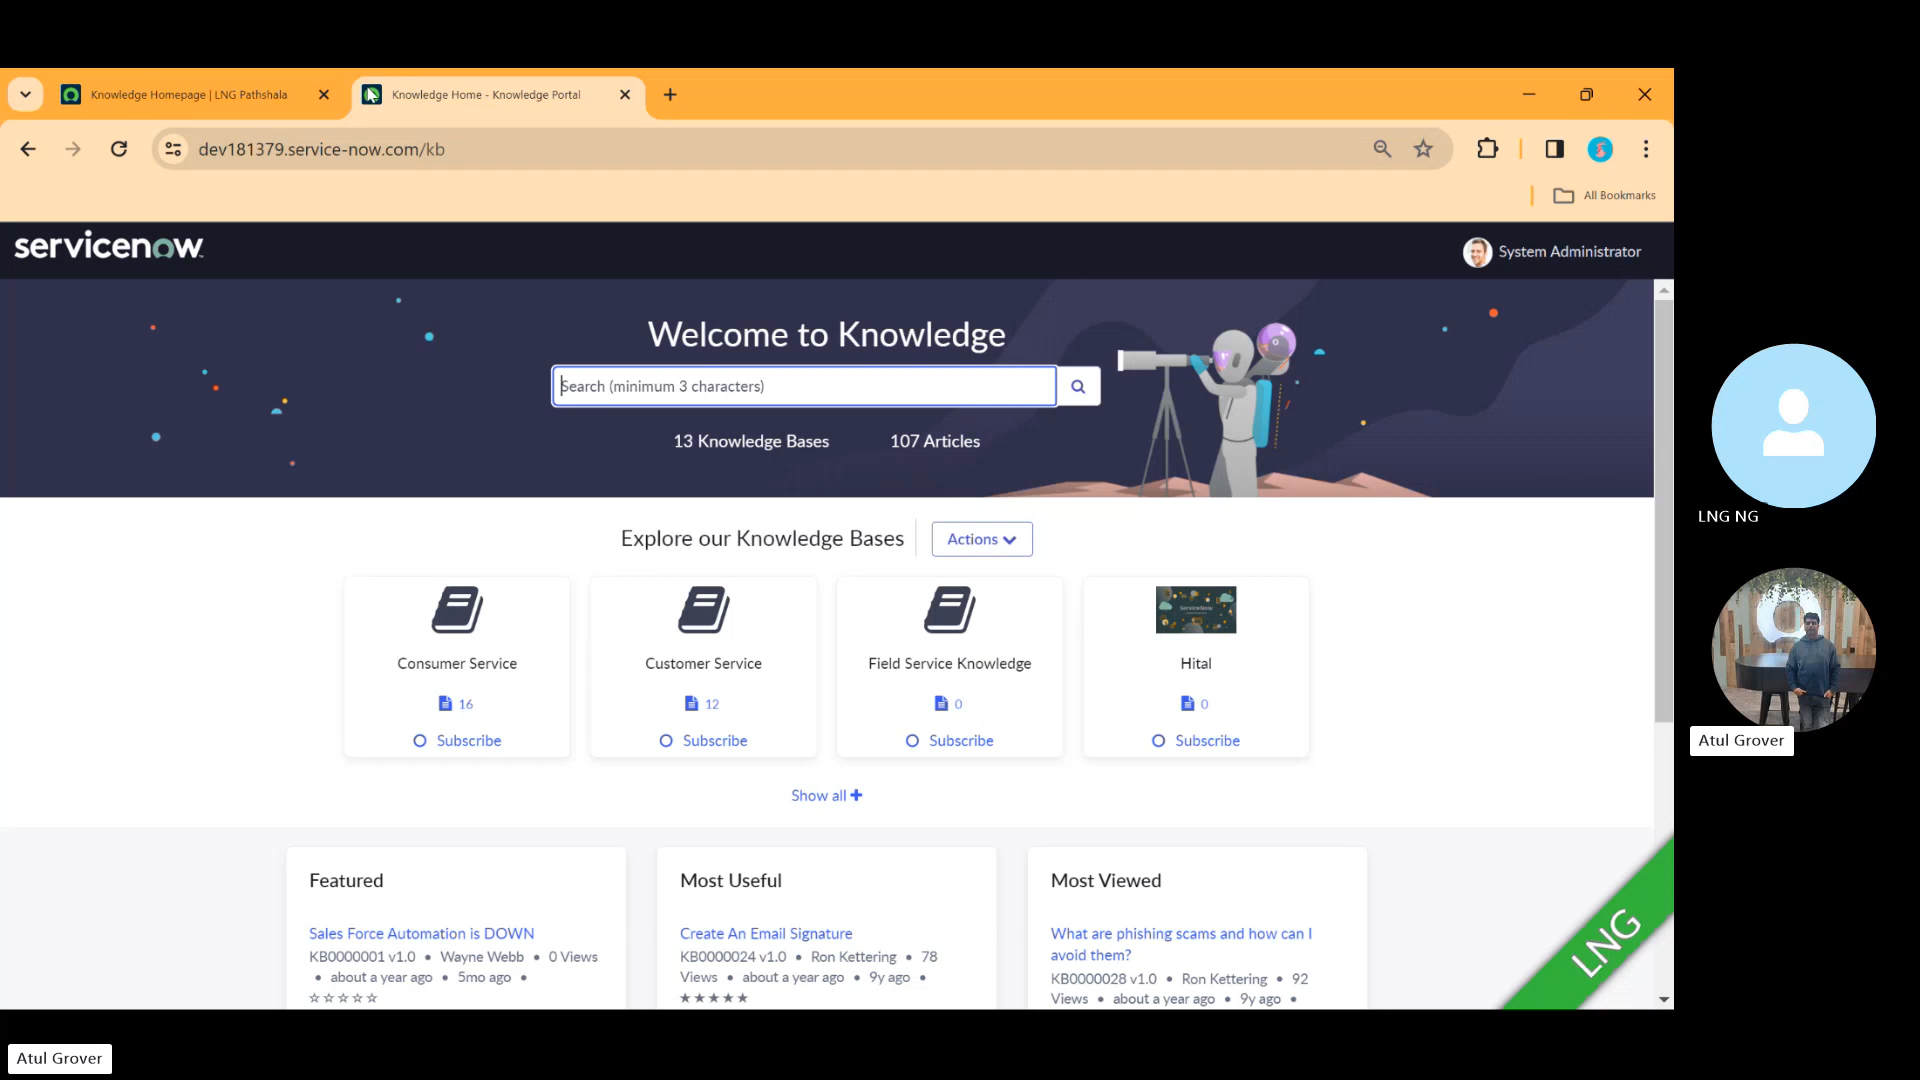 Knowledge Homepage | LNG Pathshala
Knowledge Home - Knowledge Portal
dev181379.service-now.com/kb
All Bookmarks
servicenow
System Administrator
Welcome to Knowledge
Search (minimum 3 characters)
13 Knowledge Bases
107 Articles
Explore our Knowledge Bases
Actions
Consumer Service
16
Subscribe
Customer Service
12
Subscribe
Field Service Knowledge
0
Subscribe
Hital
0
Subscribe
Show all
Featured
Sales Force Automation is DOWN
KB0000001 v1.0 • Wayne Webb • 0 Views
• about a year ago • 5mo ago •
☆☆☆☆☆
Most Useful
Create An Email Signature
KB0000024 v1.0 • Ron Kettering • 78
Views • about a year ago • 9y ago •
★★★★★
Most Viewed
What are phishing scams and how can I
avoid them?
KB0000028 v1.0 • Ron Kettering • 92
Views • about a year ago • 9y ago •
LNG
LNG NG
Atul Grover
Atul Grover